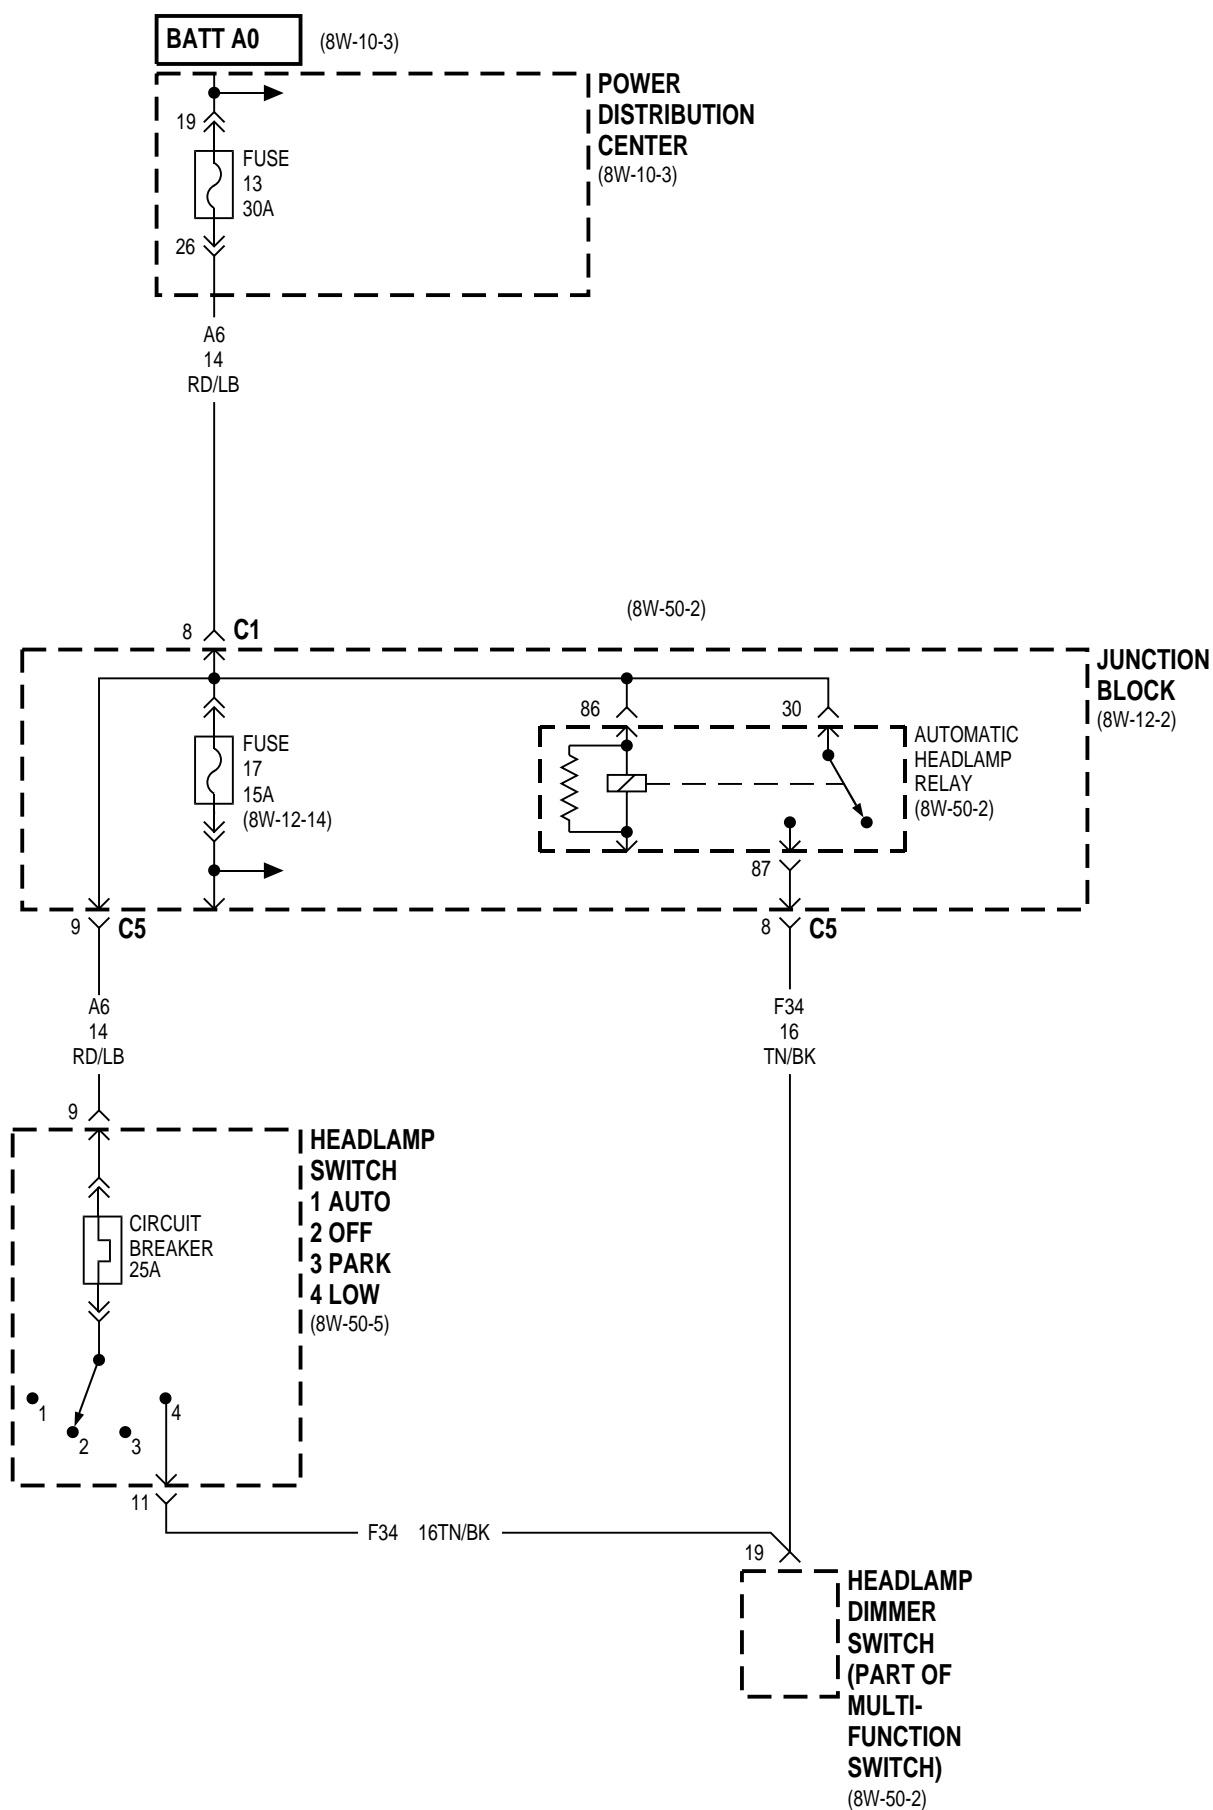 BATT A0
(8W-10-3)
POWER
DISTRIBUTION
CENTER
(8W-10-3)
19
FUSE
13
30A
26
A6
14
RD/LB
(8W-50-2)
8
C1
JUNCTION
BLOCK
(8W-12-2)
86
30
AUTOMATIC
HEADLAMP
RELAY
(8W-50-2)
FUSE
17
15A
(8W-12-14)
87
9
C5
8
C5
A6
14
RD/LB
F34
16
TN/BK
9
HEADLAMP
SWITCH
1 AUTO
2 OFF
3 PARK
4 LOW
(8W-50-5)
CIRCUIT
BREAKER
25A
1
2
3
4
11
F34 16TN/BK
19
HEADLAMP
DIMMER
SWITCH
(PART OF
MULTI-
FUNCTION
SWITCH)
(8W-50-2)